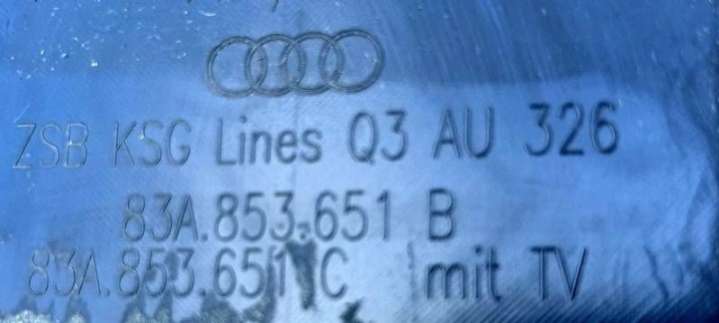 ZSB KSG Lines Q3 AU 326
83A.853.651 B
83A.853.651 C mit TV